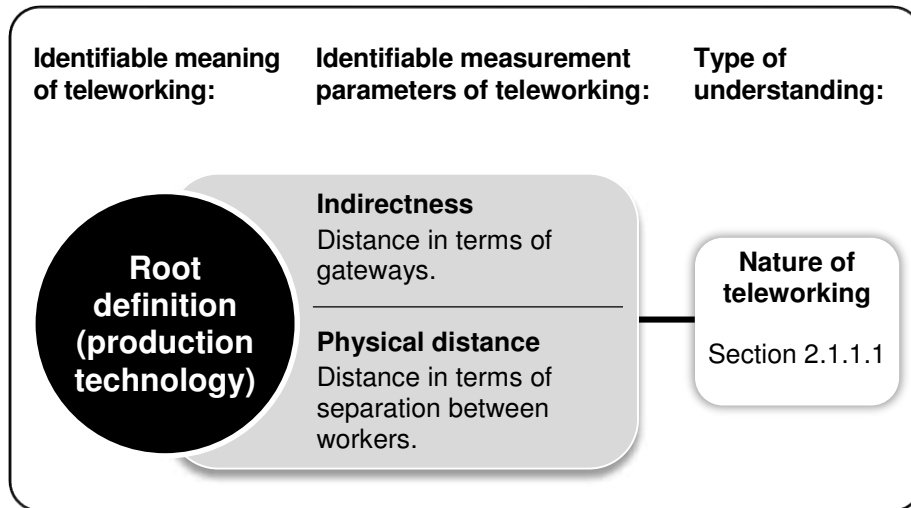 Identifiable meaning
of teleworking:
Identifiable measurement
parameters of teleworking:
Type of
understanding:
Root
definition
(production
technology)
Indirectness
Distance in terms of
gateways.
Physical distance
Distance in terms of
separation between
workers.
Nature of
teleworking
Section 2.1.1.1